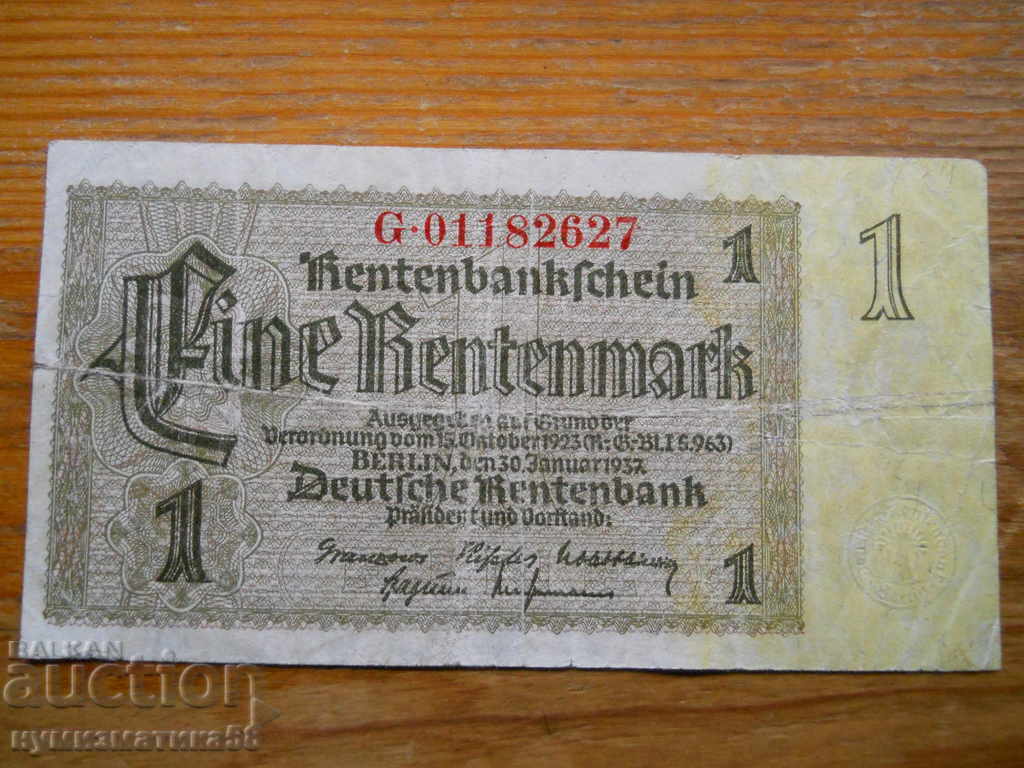 G·01182627
1
1
Rentenbankschein
Eine Rentenmark
Ausgegeben auf Grund der
Verordnung vom 15. Oktober 1923 (R.-G.-Bl. I S. 963)
BERLIN, den 30. Januar 1937.
Deutsche Rentenbank
Präsident und Vorstand:
1
1
BALKAN
auction
нумизматика58